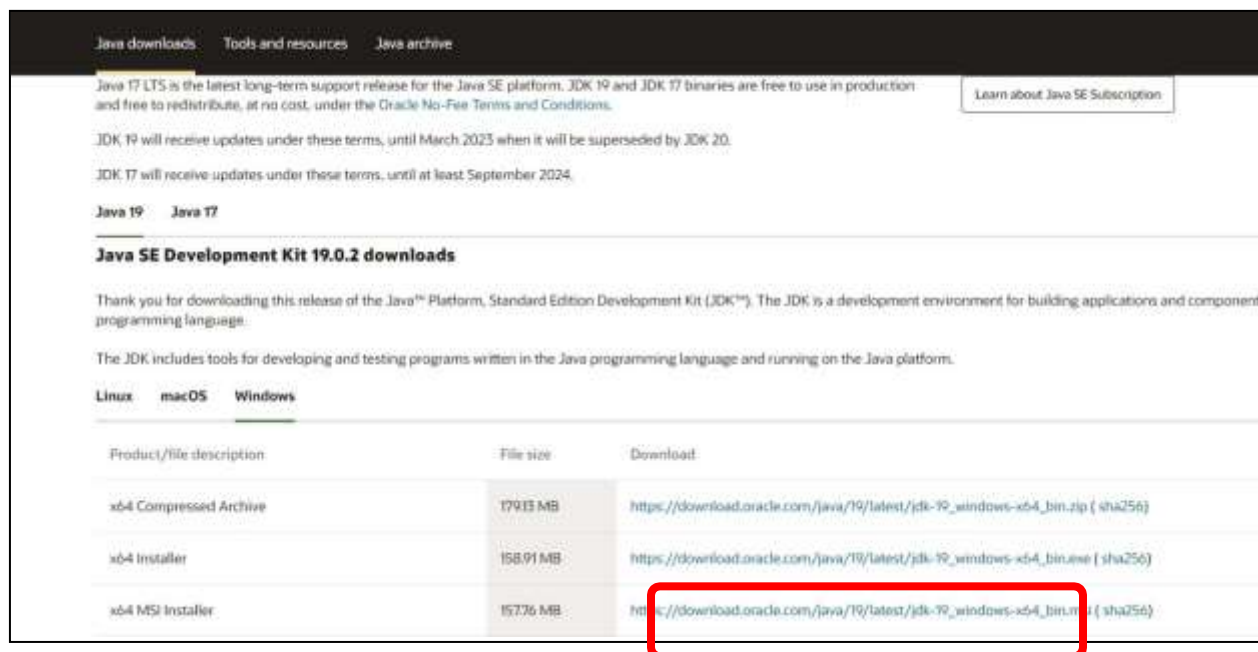 Java downloads Tools and resources Java archive
Java 17 LTS is the latest long-term support release for the Java SE platform. JDK 19 and JDK 17 binaries are free to use in production
and free to redistribute, at no cost, under the Oracle No-Fee Terms and Conditions.
Learn about Java SE Subscription
JDK 19 will receive updates under these terms, until March 2023 when it will be superseded by JDK 20.
JDK 17 will receive updates under these terms, until at least September 2024.
Java 19 Java 17
Java SE Development Kit 19.0.2 downloads
Thank you for downloading this release of the Java™ Platform, Standard Edition Development Kit (JDK™). The JDK is a development environment for building applications and component
programming language.
The JDK includes tools for developing and testing programs written in the Java programming language and running on the Java platform.
Linux macOS Windows
Product/file description File size Download
x64 Compressed Archive 179.13 MB https://download.oracle.com/java/19/latest/jdk-19_windows-x64_bin.zip ( sha256)
x64 Installer 158.91 MB https://download.oracle.com/java/19/latest/jdk-19_windows-x64_bin.exe ( sha256)
x64 MSI Installer 157.76 MB https://download.oracle.com/java/19/latest/jdk-19_windows-x64_bin.msi ( sha256)